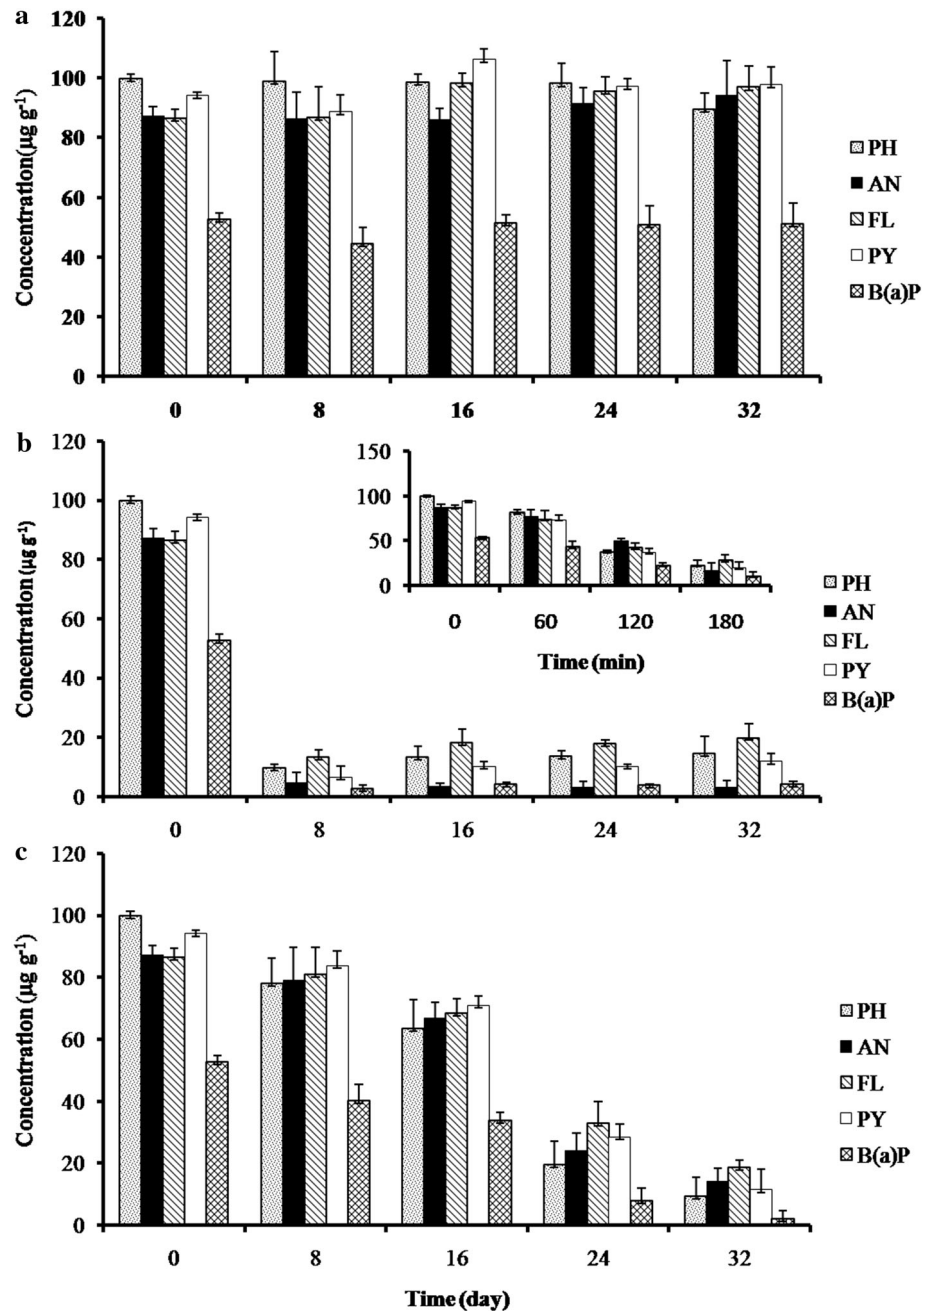 a
120
100
80
60
40
20
0
Conccentration(µg g-1)
0 8 16 24 32
PH
AN
FL
PY
B(a)P
b
120
100
80
60
40
20
0
Concentration (µg g-1)
0 8 16 24 32
150
100
50
0
0 60 120 180
Time (min)
PH
AN
FL
PY
B(a)P
c
120
100
80
60
40
20
0
Concentration (µg g-1)
0 8 16 24 32
Time (day)
PH
AN
FL
PY
B(a)P